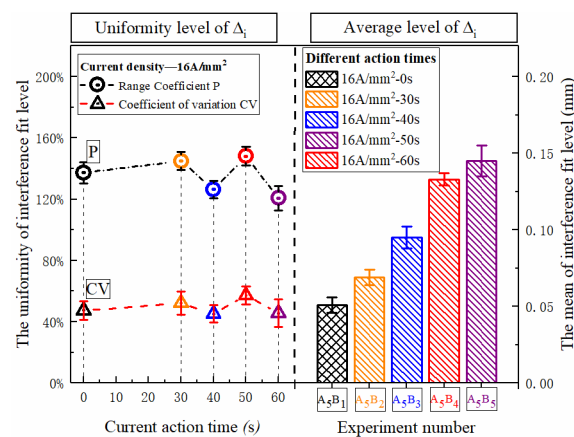 Uniformity level of Δi
Average level of Δi
The uniformity of interference fit level
200%
160%
120%
80%
40%
0%
Current density—16A/mm²
Range Coefficient P
Coefficient of variation CV
P
CV
0
30
40
50
60
Current action time (s)
Different action times
16A/mm²-0s
16A/mm²-30s
16A/mm²-40s
16A/mm²-50s
16A/mm²-60s
A5B1
A5B2
A5B3
A5B4
A5B5
Experiment number
0.20
0.15
0.10
0.05
0.00
The mean of interference fit level (mm)